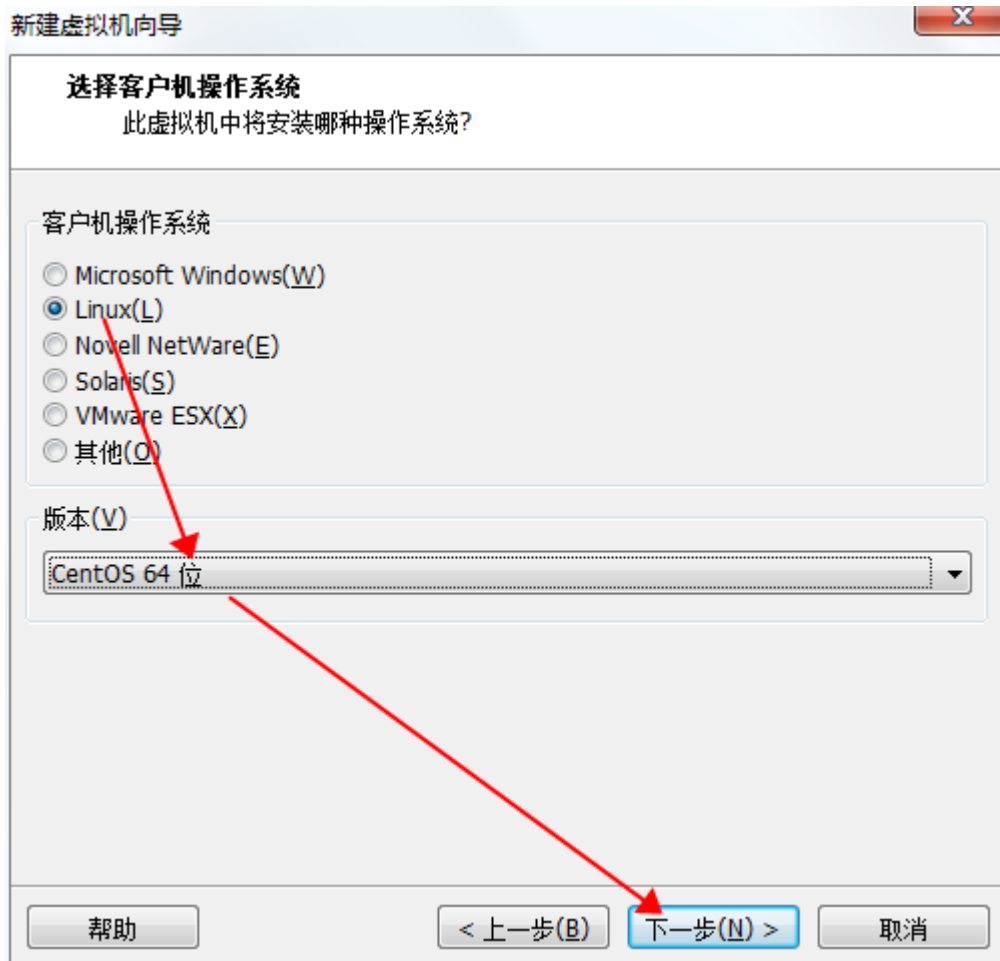 新建虚拟机向导
选择客户机操作系统
此虚拟机中将安装哪种操作系统?
客户机操作系统
Microsoft Windows(W)
Linux(L)
Novell NetWare(E)
Solaris(S)
VMware ESX(X)
其他(O)
版本(V)
CentOS 64 位
帮助
< 上一步(B)
下一步(N) >
取消